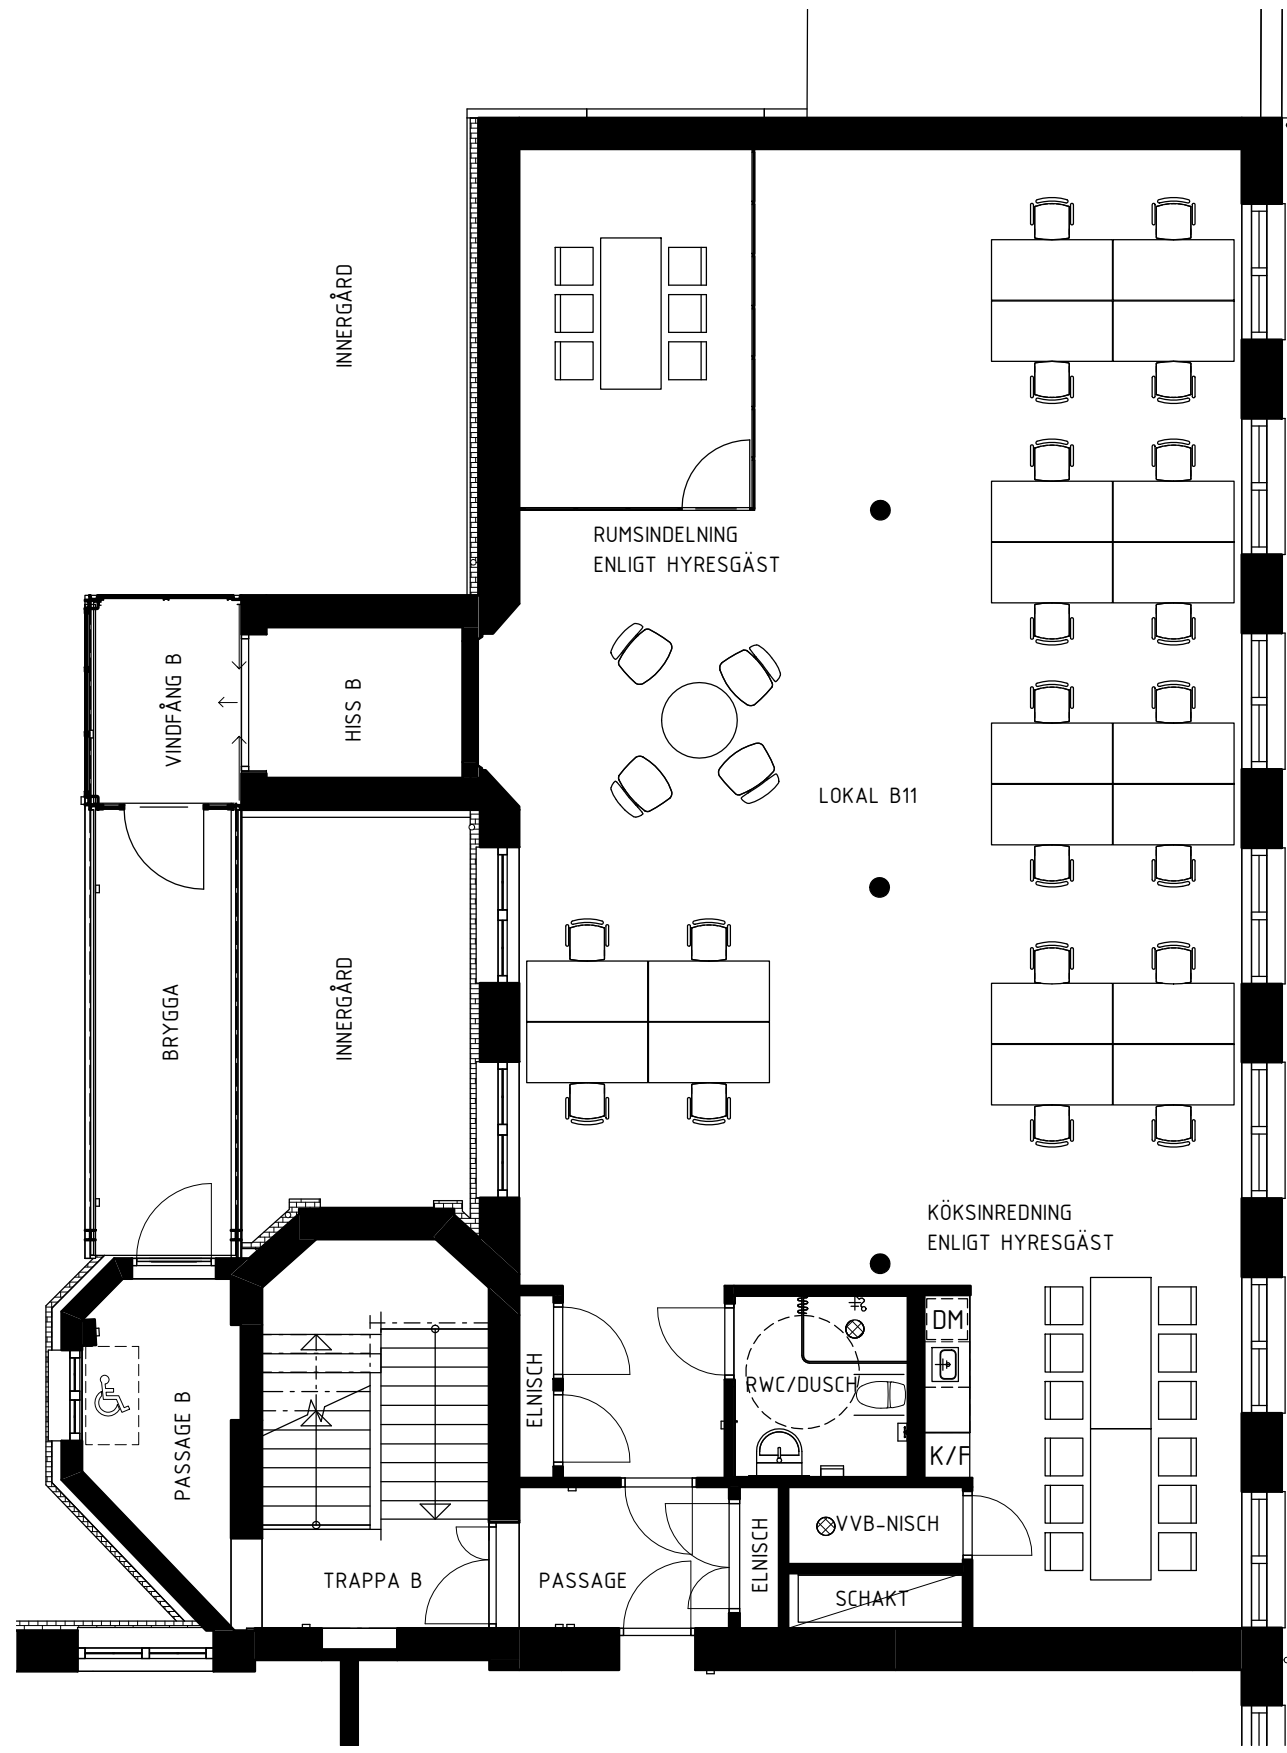 INNERGÅRD
RUMSINDELNING
ENLIGT HYRESGÄST
VINDFÅNG B
HISS B
LOKAL B11
BRYGGA
INNERGÅRD
KÖKSINREDNING
ENLIGT HYRESGÄST
DM
ELNISCH
RWC/DUSCH
PASSAGE B
K/F
VVB-NISCH
ELNISCH
TRAPPA B
PASSAGE
SCHAKT